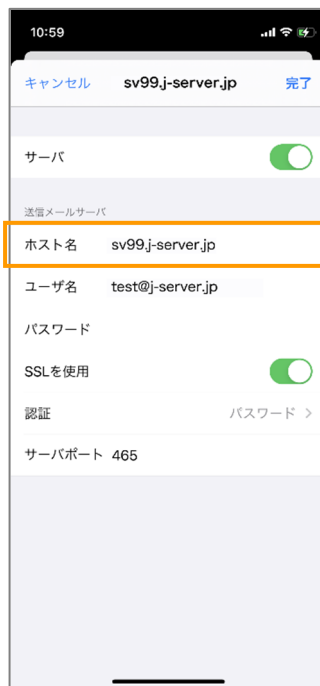 10:59
キャンセル sv99.j-server.jp 完了
サーバ
送信メールサーバ
ホスト名 sv99.j-server.jp
ユーザ名 test@j-server.jp
パスワード
SSLを使用
認証 パスワード >
サーバポート 465